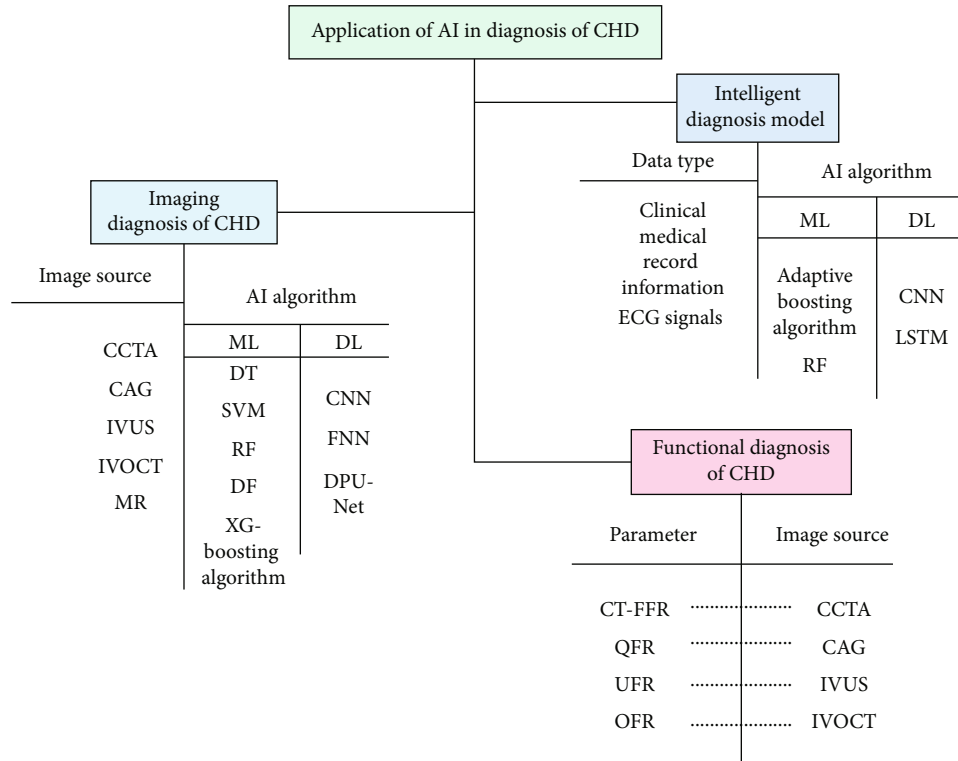 Application of AI in diagnosis of CHD
Intelligent
diagnosis model
Data type
AI algorithm
ML
DL
Clinical
medical
record
information
ECG signals
Adaptive
boosting
algorithm
RF
CNN
LSTM
Imaging
diagnosis of CHD
Image source
AI algorithm
ML
DL
CCTA
CAG
IVUS
IVOCT
MR
DT
SVM
RF
DF
XG-
boosting
algorithm
CNN
FNN
DPU-
Net
Functional diagnosis
of CHD
Parameter
Image source
CT-FFR ............... CCTA
QFR ............... CAG
UFR ............... IVUS
OFR ............... IVOCT